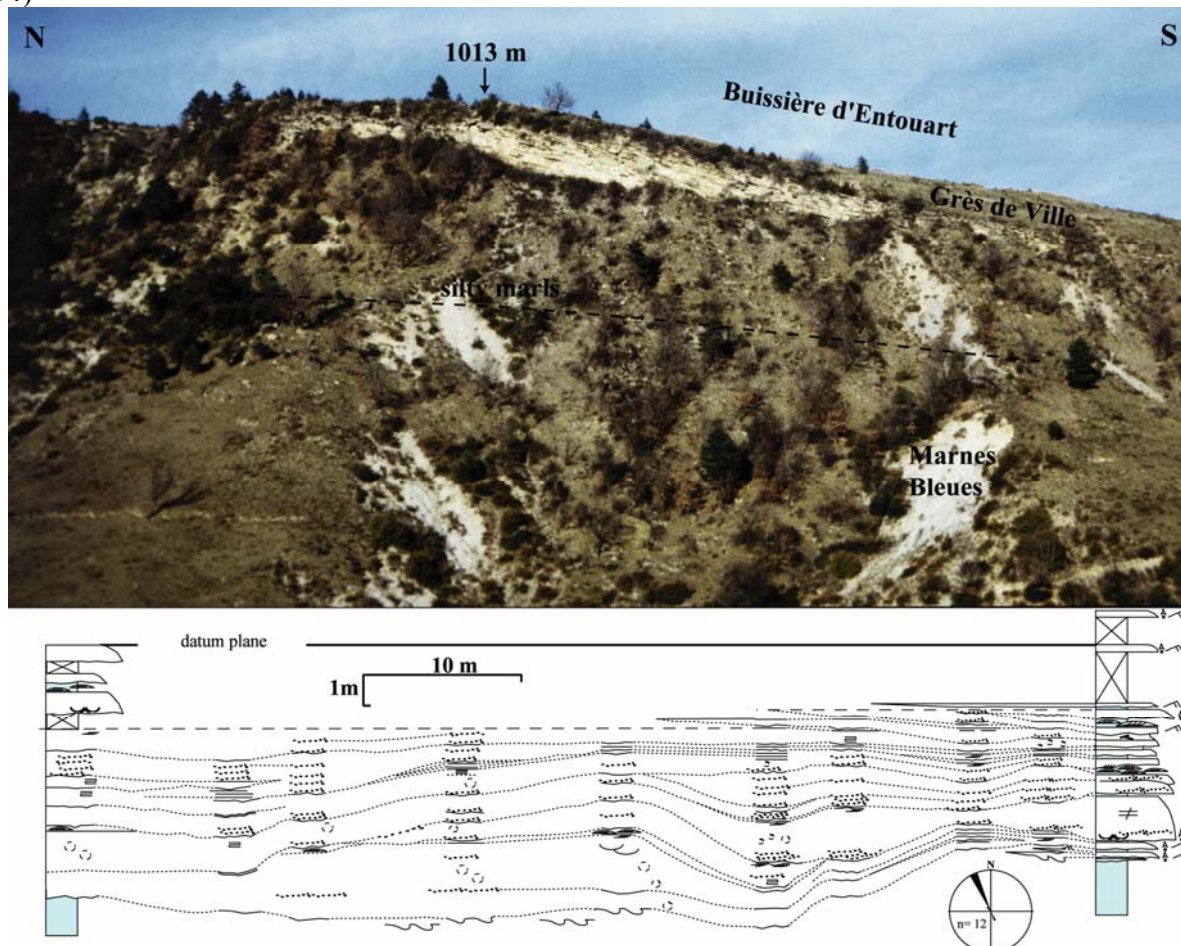 N
S
1013 m
Buissière d'Entouart
Grès de Ville
silty marls
Marnes
Bleues
datum plane
10 m
1m
N
n= 12